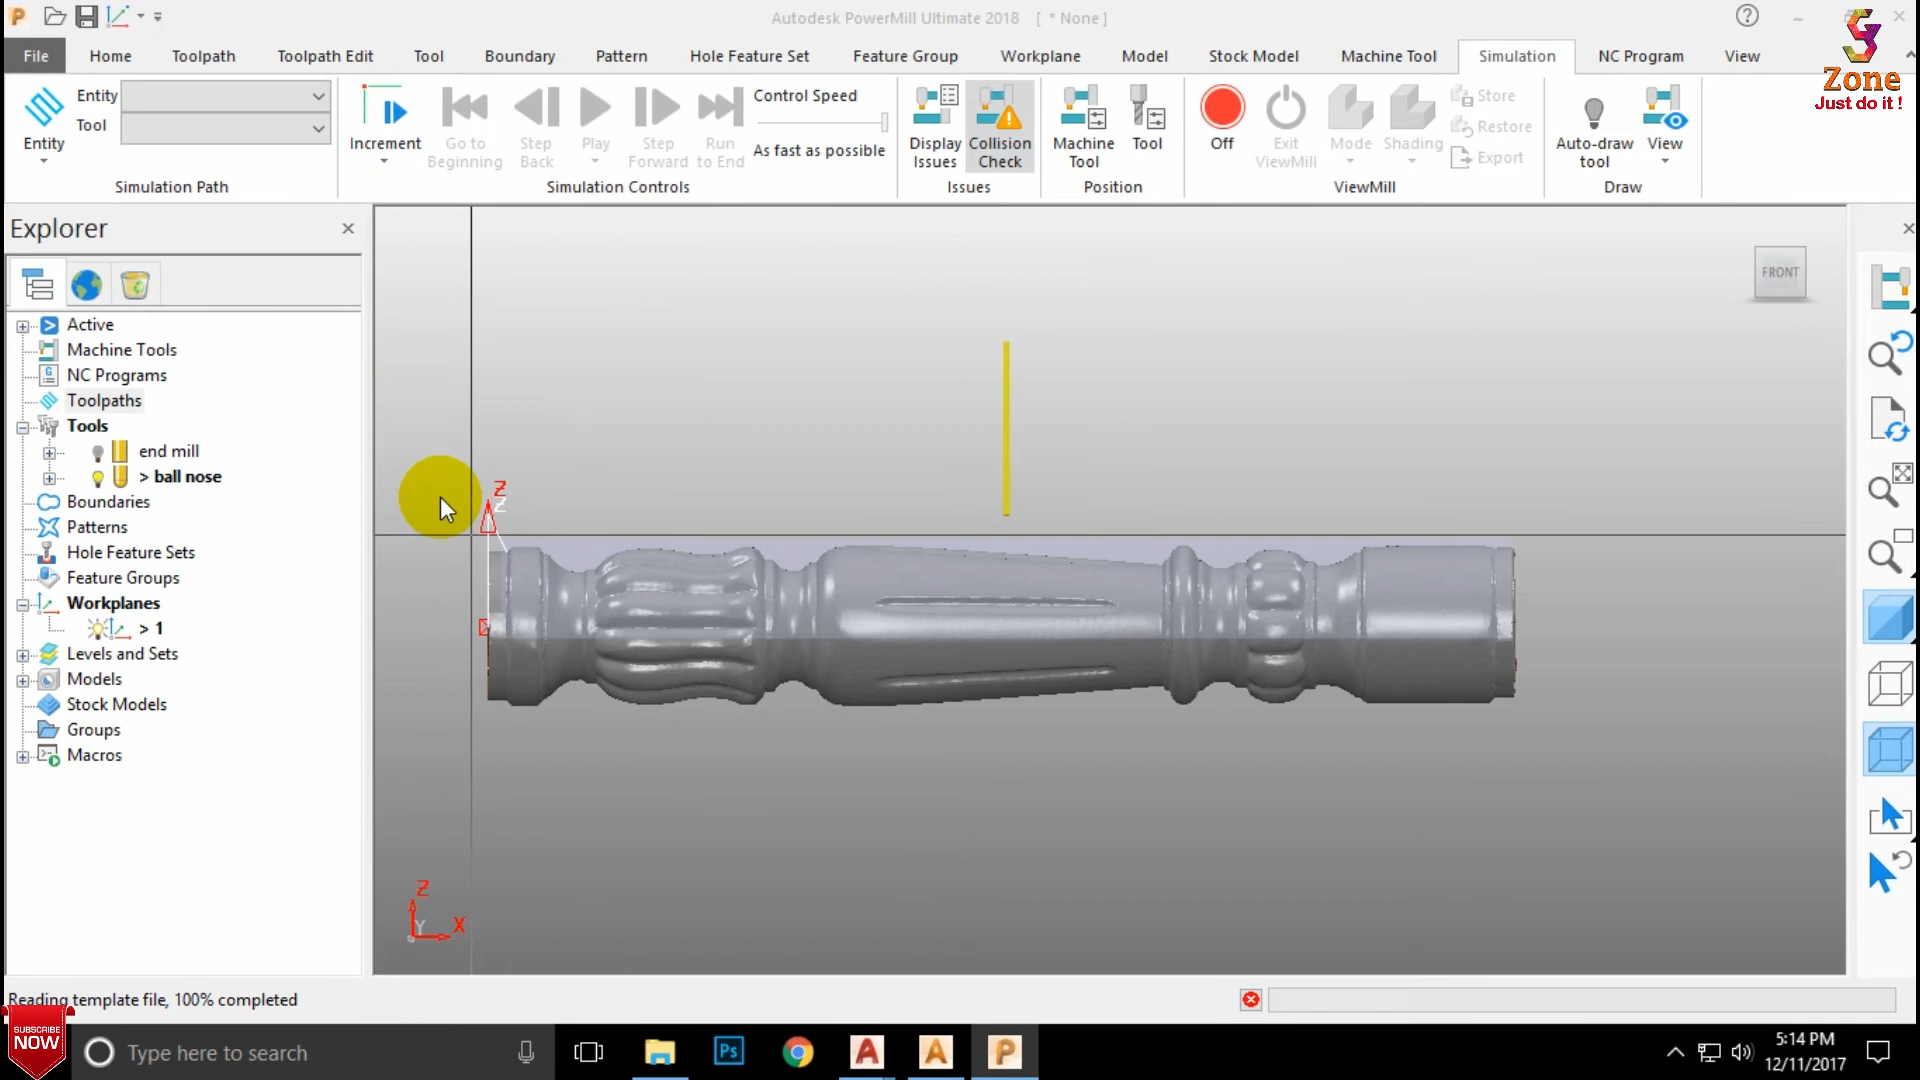 Autodesk PowerMill Ultimate 2018 [ * None ]
File
Home
Toolpath
Toolpath Edit
Tool
Boundary
Pattern
Hole Feature Set
Feature Group
Workplane
Model
Stock Model
Machine Tool
Simulation
NC Program
View
Zone
Just do it !
Entity
Entity
Tool
Simulation Path
Increment
Go to Beginning
Step Back
Play
Step Forward
Run to End
Control Speed
As fast as possible
Simulation Controls
Display Issues
Collision Check
Issues
Machine Tool
Tool
Position
Off
Exit ViewMill
Mode
Shading
Store
Restore
Export
ViewMill
Auto-draw tool
View
Draw
Explorer
Active
Machine Tools
NC Programs
Toolpaths
Tools
end mill
> ball nose
Boundaries
Patterns
Hole Feature Sets
Feature Groups
Workplanes
> 1
Levels and Sets
Models
Stock Models
Groups
Macros
FRONT
Z
Z
Z
Y
X
Reading template file, 100% completed
SUBSCRIBE
NOW
Type here to search
Ps
5:14 PM
12/11/2017